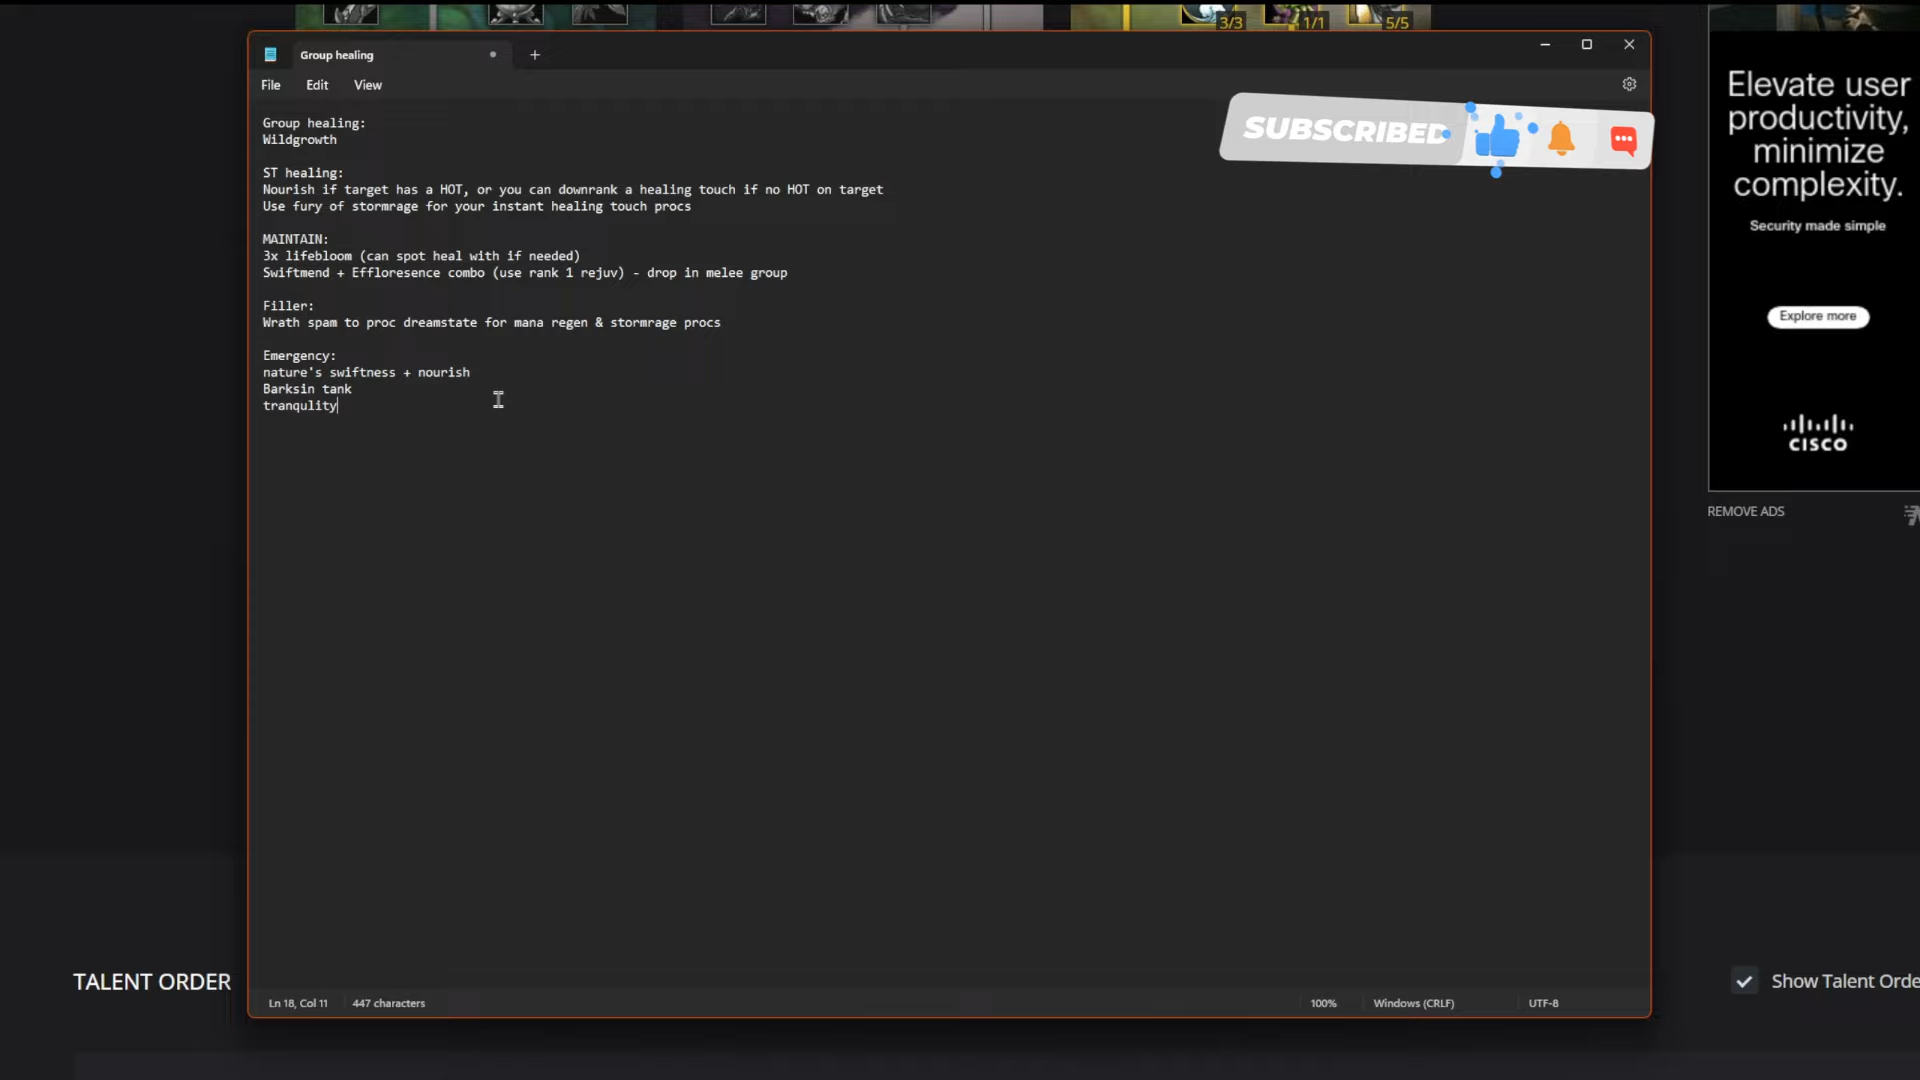 3/3
1/1
5/5
Group healing
File
Edit
View
SUBSCRIBED
Group healing:
Wildgrowth
ST healing:
Nourish if target has a HOT, or you can downrank a healing touch if no HOT on target
Use fury of stormrage for your instant healing touch procs
MAINTAIN:
3x lifebloom (can spot heal with if needed)
Swiftmend + Effloresence combo (use rank 1 rejuv) - drop in melee group
Filler:
Wrath spam to proc dreamstate for mana regen & stormrage procs
Emergency:
nature's swiftness + nourish
Barksin tank
tranqulity
Elevate user
productivity,
minimize
complexity.
Security made simple
Explore more
CISCO
REMOVE ADS
TALENT ORDER
Show Talent Orde
Ln 18, Col 11
447 characters
100%
Windows (CRLF)
UTF-8